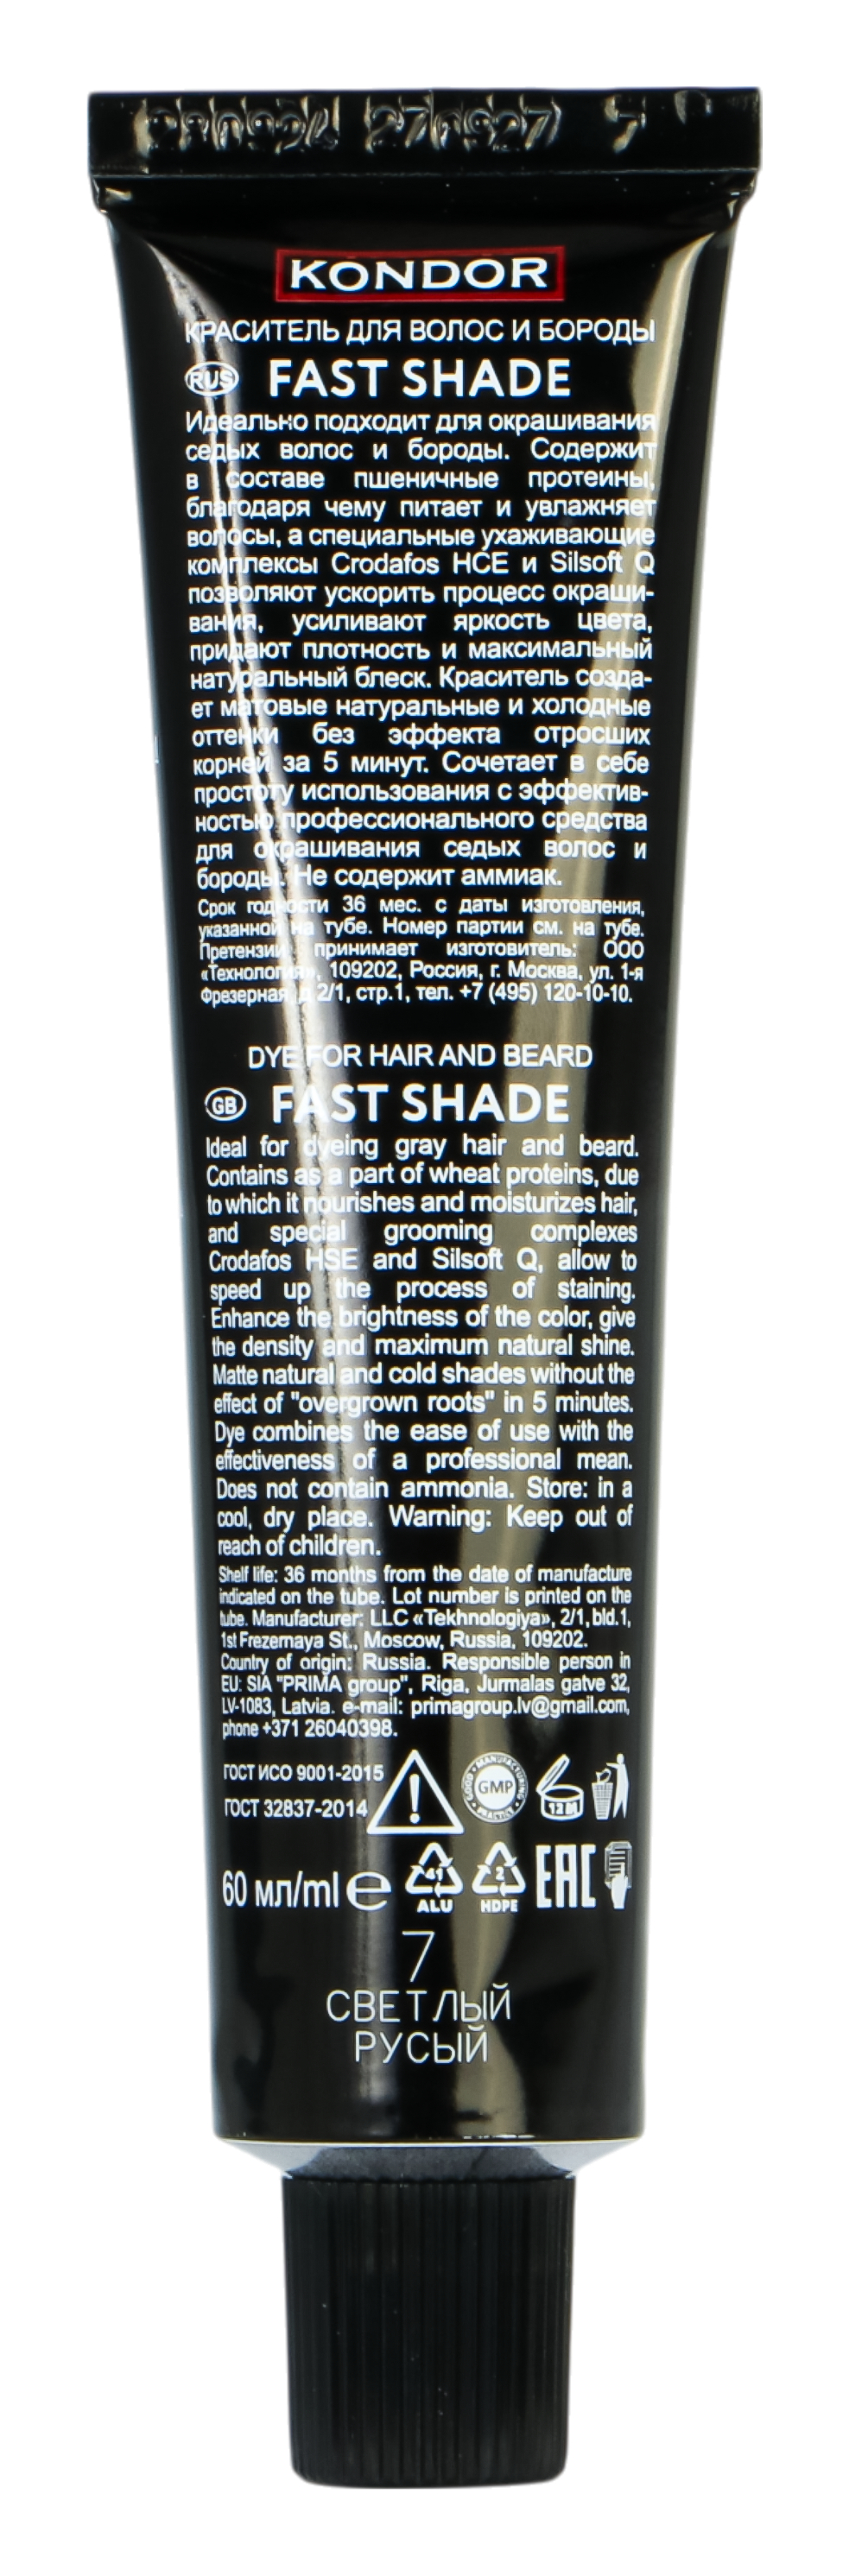 KONDOR
КРАСИТЕЛЬ ДЛЯ ВОЛОС И БОРОДЫ
RUS FAST SHADE
Идеально подходит для окрашивания
седых волос и бороды. Содержит
в составе пшеничные протеины,
благодаря чему питает и увлажняет
волосы, а специальные ухаживающие
комплексы Crodafos HCE и Silsoft Q
позволяют ускорить процесс окраши-
вания, усиливают яркость цвета,
придают плотность и максимальный
натуральный блеск. Краситель созда-
ет матовые натуральные и холодные
оттенки без эффекта отросших
корней за 5 минут. Сочетает в себе
простоту использования с эффектив-
ностью профессионального средства
для окрашивания седых волос и
бороды. Не содержит аммиак.
Срок годности 36 мес. с даты изготовления,
указанной на тубе. Номер партии см. на тубе.
Претензии принимает изготовитель: ООО
«Технология», 109202, Россия, г. Москва, ул. 1-я
Фрезерная, д 2/1, стр.1, тел. +7 (495) 120-10-10.
DYE FOR HAIR AND BEARD
GB FAST SHADE
Ideal for dyeing gray hair and beard.
Contains as a part of wheat proteins, due
to which it nourishes and moisturizes hair,
and special grooming complexes
Crodafos HSE and Silsoft Q, allow to
speed up the process of staining.
Enhance the brightness of the color, give
the density and maximum natural shine.
Matte natural and cold shades without the
effect of "overgrown roots" in 5 minutes.
Dye combines the ease of use with the
effectiveness of a professional mean.
Does not contain ammonia. Store: in a
cool, dry place. Warning: Keep out of
reach of children.
Shelf life: 36 months from the date of manufacture
indicated on the tube. Lot number is printed on the
tube. Manufacturer: LLC «Tekhnologiya», 2/1, bld.1,
1st Frezernaya St., Moscow, Russia, 109202.
Country of origin: Russia. Responsible person in
EU: SIA "PRIMA group", Riga, Jurmalas gatve 32,
LV-1083, Latvia. e-mail: primagroup.lv@gmail.com,
phone +371 26040398.
ГОСТ ИСО 9001-2015
ГОСТ 32837-2014
GOOD MANUFACTURING PRACTICE GMP
12 M
60 мл/ml e
41 ALU
2 HDPE
EAC
7
СВЕТЛЫЙ
РУСЫЙ